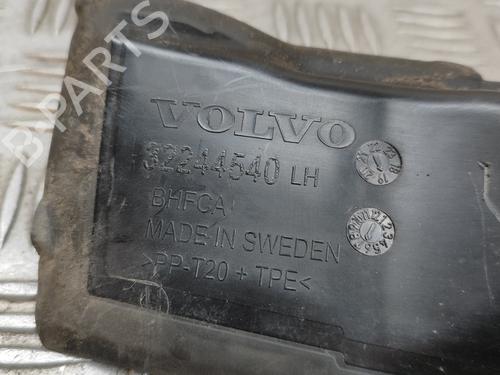 VOLVO
32244540 LH
BHFCA
MADE IN SWEDEN
>PP-T20 + TPE<
B-PARTS